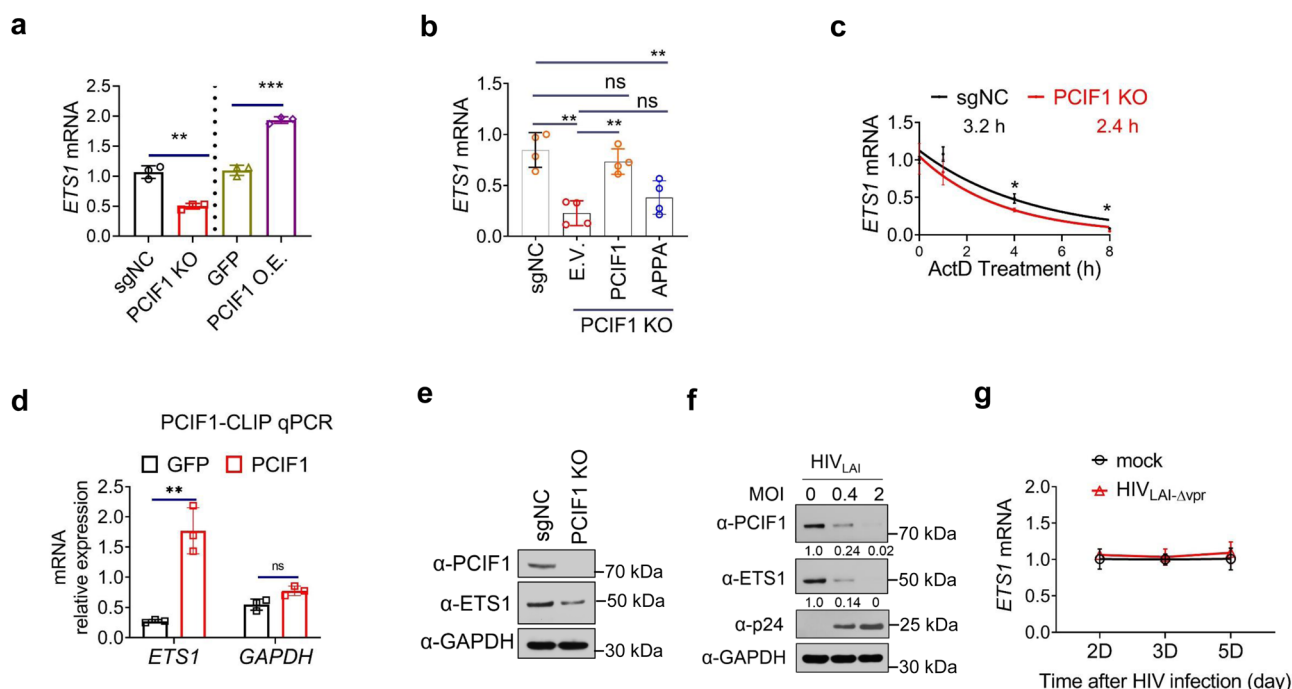 a
2.5
2.0
1.5
1.0
0.5
0.0
ETS1 mRNA
**
***
sgNC
PCIF1 KO
GFP
PCIF1 O.E.
b
1.5
1.0
0.5
0.0
ETS1 mRNA
**
ns
ns
**
**
sgNC
E.V.
PCIF1
APPA
PCIF1 KO
c
sgNC
PCIF1 KO
3.2 h
2.4 h
1.5
1.0
0.5
0.0
ETS1 mRNA
*
*
0 2 4 6 8
ActD Treatment (h)
d
PCIF1-CLIP qPCR
GFP
PCIF1
2.5
2.0
1.5
1.0
0.5
0.0
mRNA
relative expression
**
ns
ETS1
GAPDH
e
sgNC
PCIF1 KO
α-PCIF1
70 kDa
α-ETS1
50 kDa
α-GAPDH
30 kDa
f
HIVLAI
MOI 0 0.4 2
α-PCIF1
70 kDa
1.0 0.24 0.02
α-ETS1
50 kDa
1.0 0.14 0
α-p24
25 kDa
α-GAPDH
30 kDa
g
mock
HIVLAI-Δvpr
2.0
1.5
1.0
0.5
0.0
ETS1 mRNA
2D 3D 5D
Time after HIV infection (day)